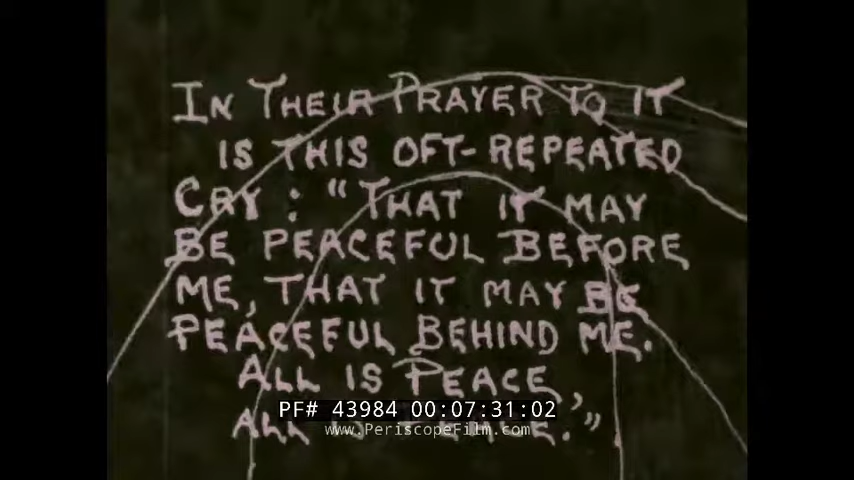 IN THEIR PRAYER TO IT
IS THIS OFT-REPEATED
CRY: "THAT IT MAY
BE PEACEFUL BEFORE
ME, THAT IT MAY BE
PEACEFUL BEHIND ME.
ALL IS PEACE,
PF# 43984 00:07:31:02
ALL
www.PeriscopeFilm.com